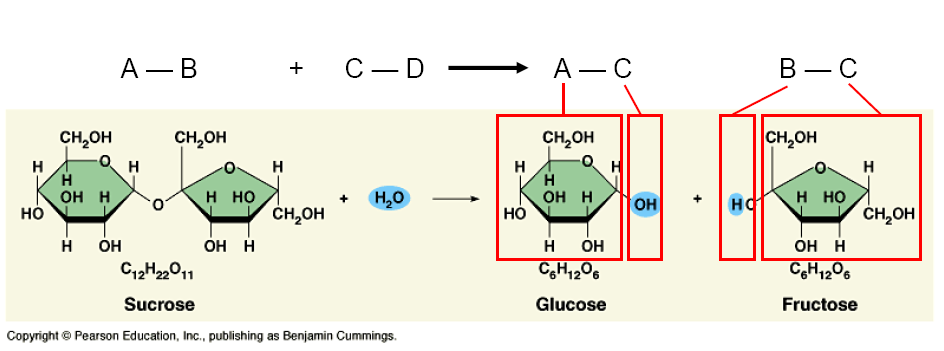 A — B + C — D → A — C B — C
CH₂OH CH₂OH CH₂OH CH₂OH
H O H O H H O H O H
H H
OH H H HO + H₂O → OH H OH + HO H HO
HO O CH₂OH HO CH₂OH
H OH OH H H OH OH H
C₁₂H₂₂O₁₁ C₆H₁₂O₆ C₆H₁₂O₆
Sucrose Glucose Fructose
Copyright © Pearson Education, Inc., publishing as Benjamin Cummings.